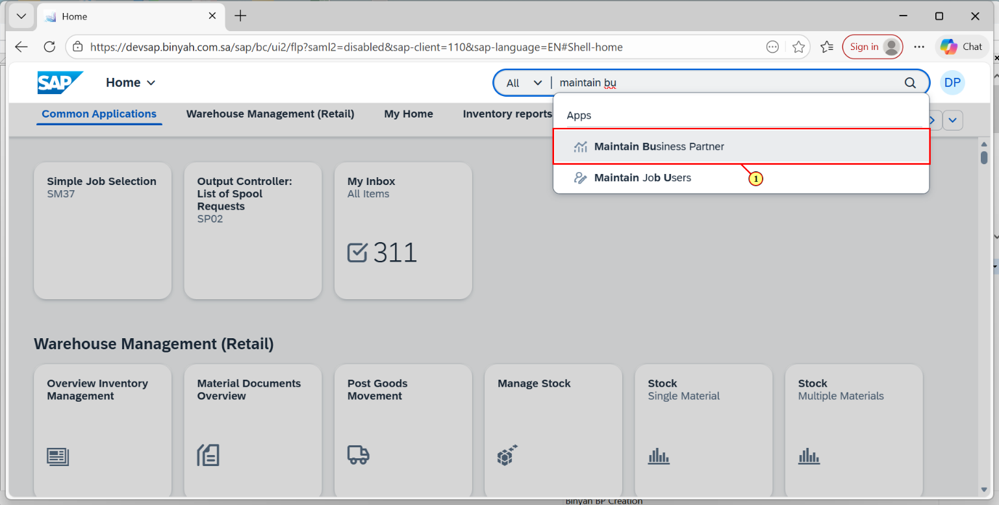 Home
https://devsap.binyah.com.sa/sap/bc/ui2/flp?saml2=disabled&sap-client=110&sap-language=EN#Shell-home
Sign in
Chat
SAP
Home
All
maintain bu
DP
Common Applications
Warehouse Management (Retail)
My Home
Inventory reports
Apps
Maintain Business Partner
Maintain Job Users
1
Simple Job Selection
SM37
Output Controller:
List of Spool
Requests
SP02
My Inbox
All Items
311
Warehouse Management (Retail)
Overview Inventory
Management
Material Documents
Overview
Post Goods
Movement
Manage Stock
Stock
Single Material
Stock
Multiple Materials
Binyan BP Creation